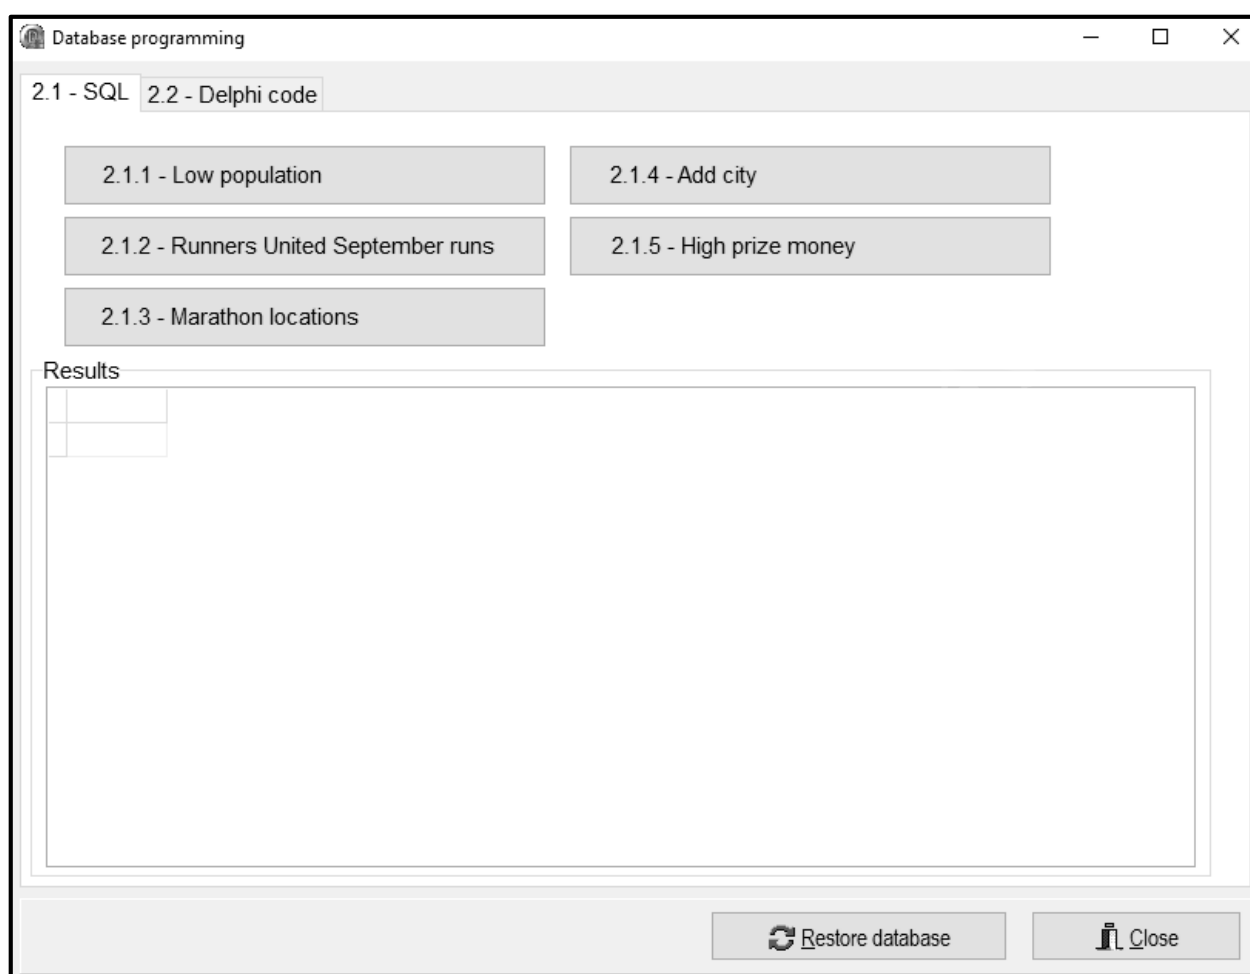 Database programming
2.1 - SQL 2.2 - Delphi code
2.1.1 - Low population 2.1.4 - Add city
2.1.2 - Runners United September runs 2.1.5 - High prize money
2.1.3 - Marathon locations
Results
Restore database Close